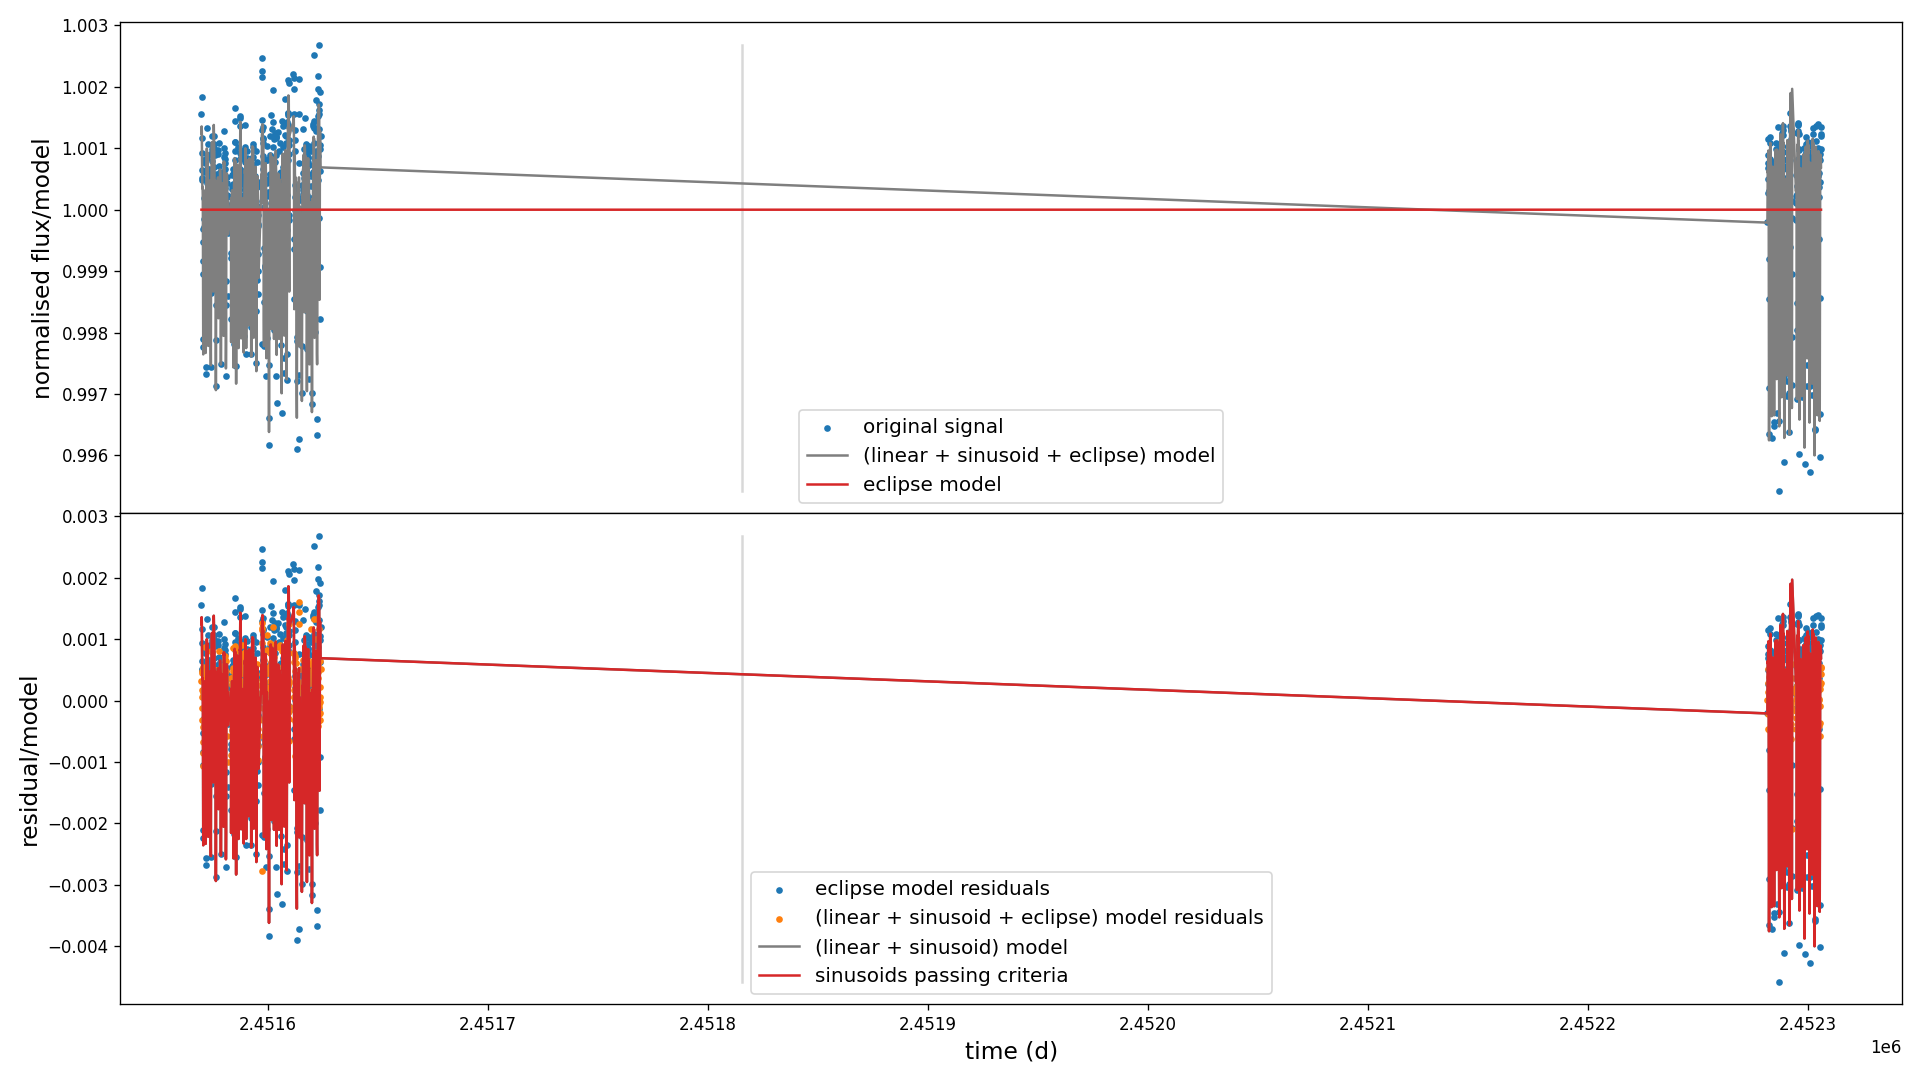 1.003
1.002
1.001
1.000
0.999
0.998
0.997
0.996
normalised flux/model
original signal
(linear + sinusoid + eclipse) model
eclipse model
0.003
0.002
0.001
0.000
−0.001
−0.002
−0.003
−0.004
residual/model
eclipse model residuals
(linear + sinusoid + eclipse) model residuals
(linear + sinusoid) model
sinusoids passing criteria
2.4516 2.4517 2.4518 2.4519 2.4520 2.4521 2.4522 2.4523
1e6
time (d)